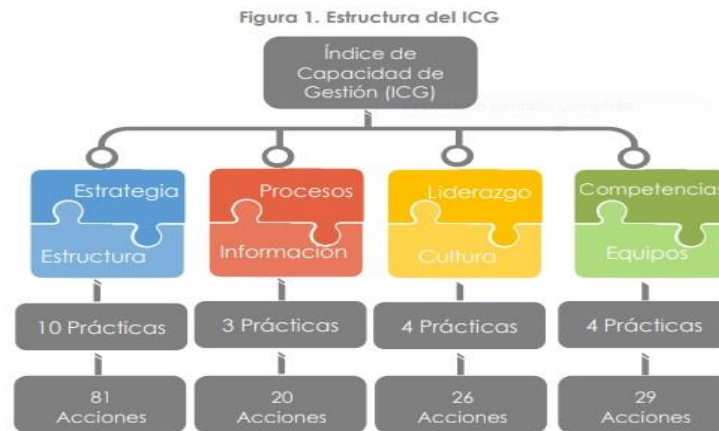 Figura 1. Estructura del ICG
Índice de
Capacidad de
Gestión (ICG)
Estrategia
Procesos
Liderazgo
Competencias
Estructura
Información
Cultura
Equipos
10 Prácticas
3 Prácticas
4 Prácticas
4 Prácticas
81
Acciones
20
Acciones
26
Acciones
29
Acciones